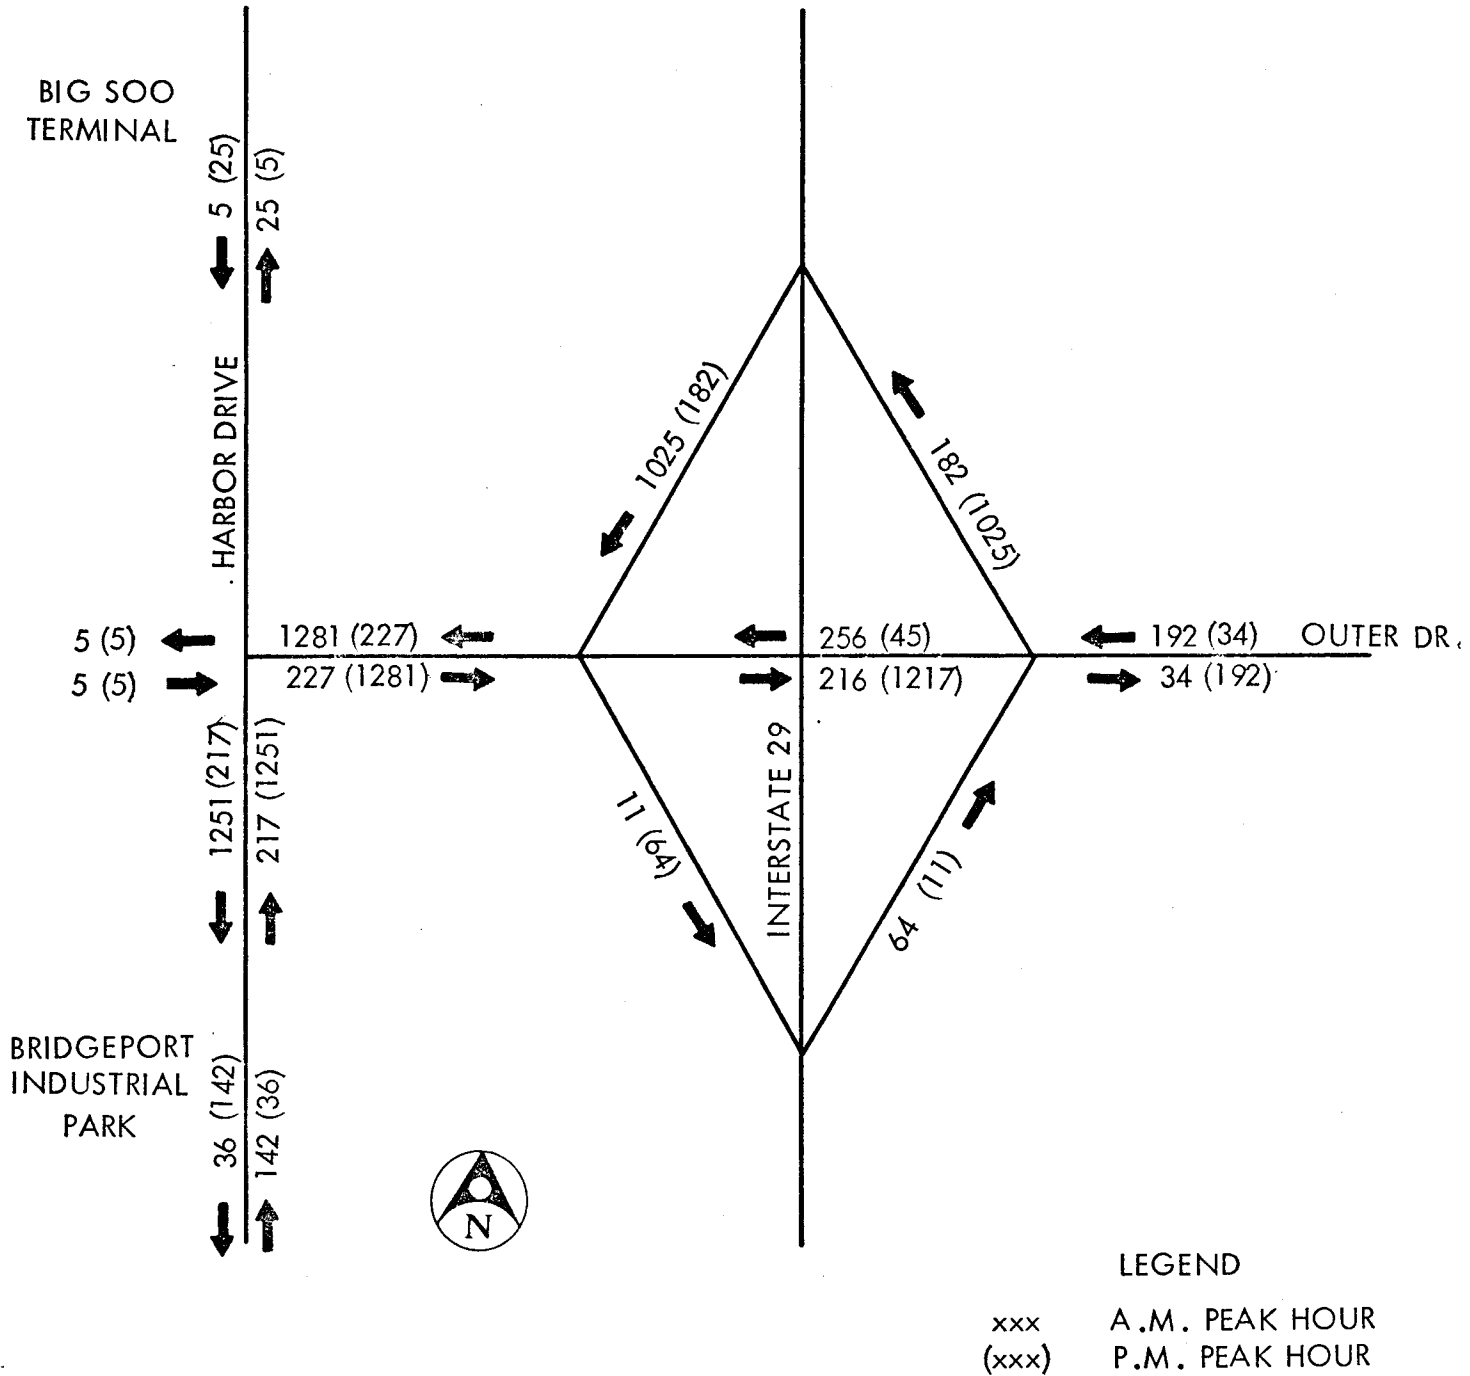 BIG SOO
TERMINAL
5 (25)
25 (5)
HARBOR DRIVE
1025 (182)
182 (1025)
5 (5)
1281 (227)
256 (45)
192 (34)
OUTER DR.
5 (5)
227 (1281)
216 (1217)
34 (192)
1251 (217)
217 (1251)
11 (64)
INTERSTATE 29
64 (11)
BRIDGEPORT
INDUSTRIAL
PARK
36 (142)
142 (36)
N
LEGEND
xxx A.M. PEAK HOUR
(xxx) P.M. PEAK HOUR